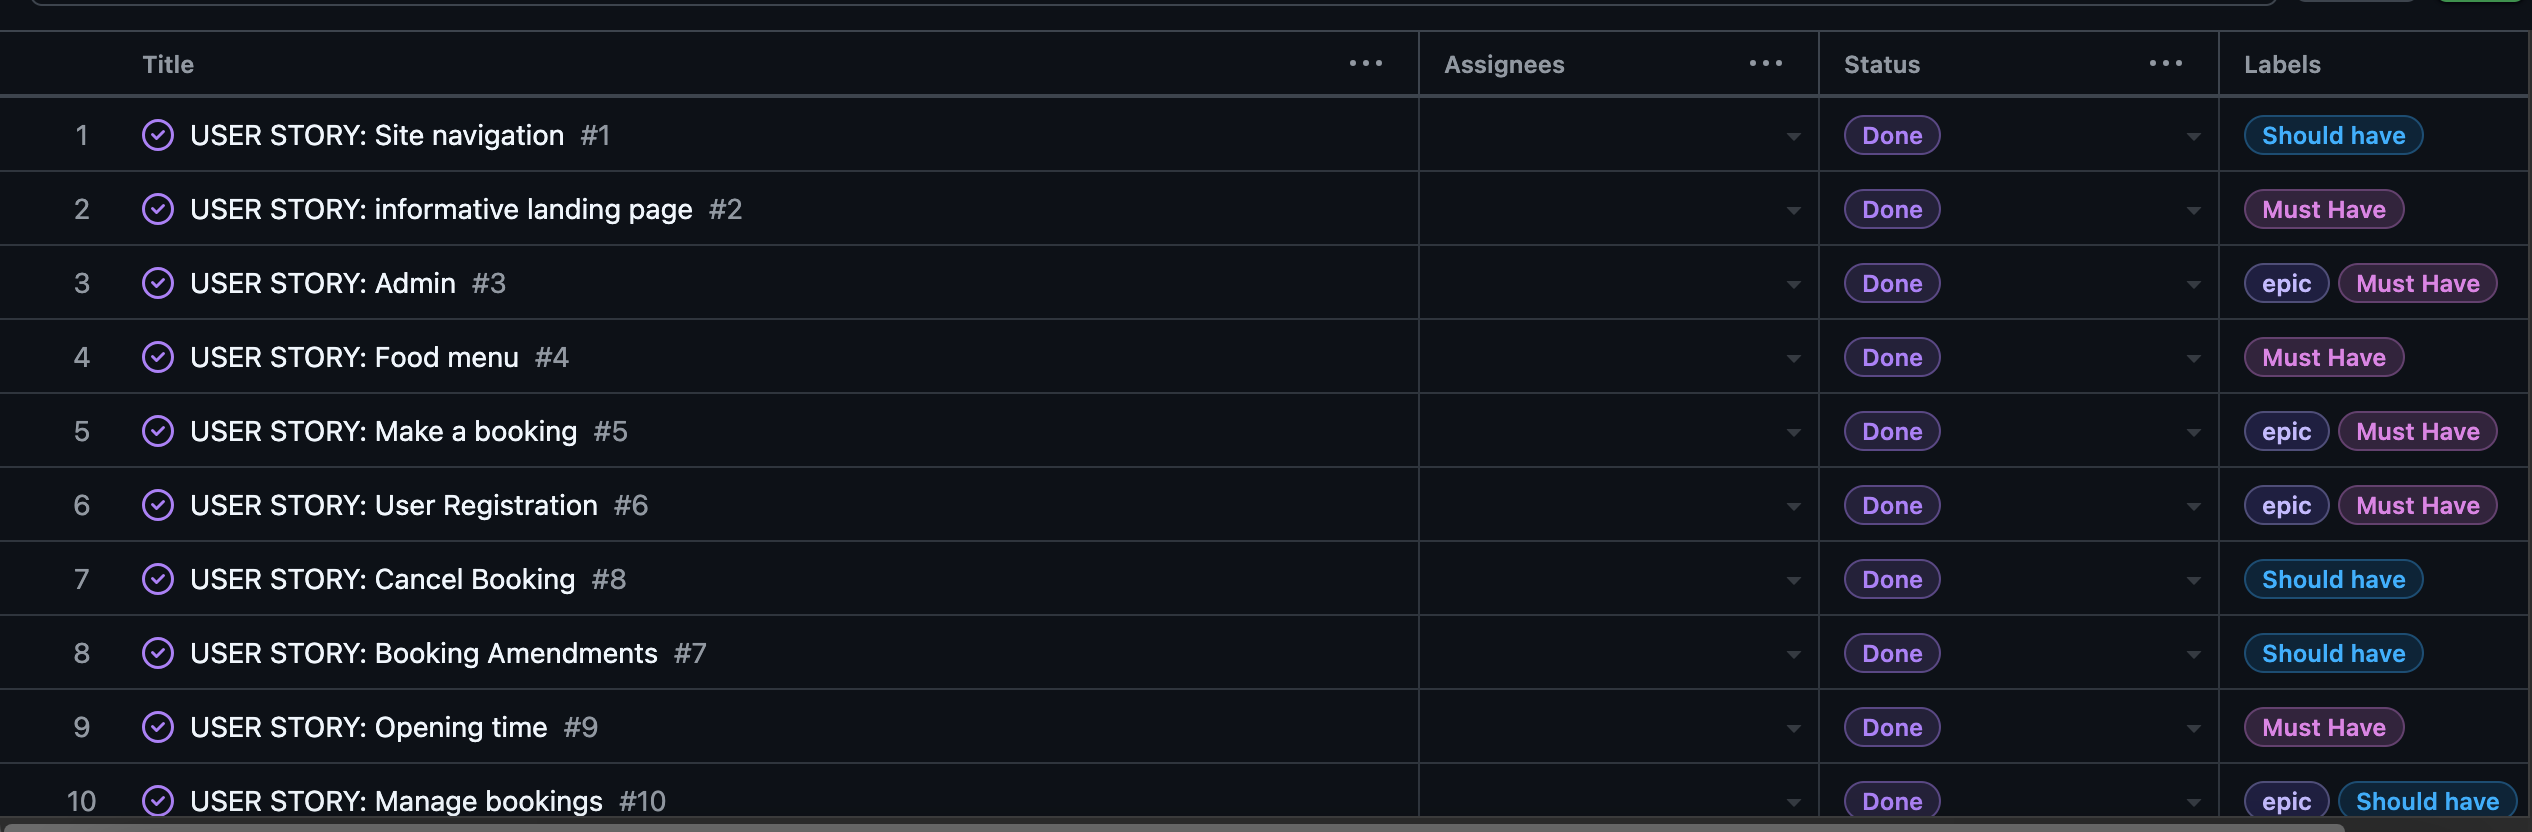 Title ... Assignees ... Status ... Labels
1 USER STORY: Site navigation #1 Done Should have
2 USER STORY: informative landing page #2 Done Must Have
3 USER STORY: Admin #3 Done epic Must Have
4 USER STORY: Food menu #4 Done Must Have
5 USER STORY: Make a booking #5 Done epic Must Have
6 USER STORY: User Registration #6 Done epic Must Have
7 USER STORY: Cancel Booking #8 Done Should have
8 USER STORY: Booking Amendments #7 Done Should have
9 USER STORY: Opening time #9 Done Must Have
10 USER STORY: Manage bookings #10 Done epic Should have